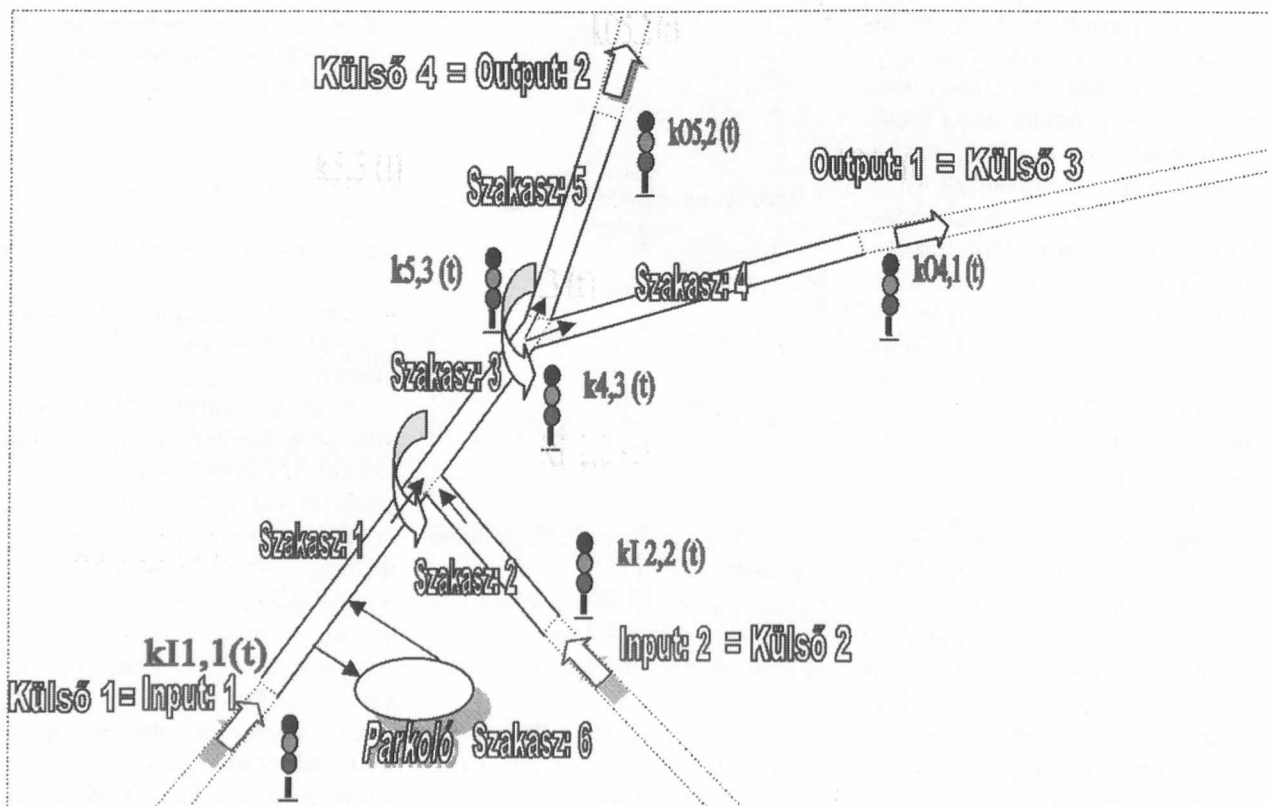 Külső 4 = Output: 2
kO5,2 (t)
Output: 1 = Külső 3
Szakasz: 5
k5,3 (t)
kO4,1 (t)
Szakasz: 4
Szakasz: 3
k4,3 (t)
Szakasz: 1
Szakasz: 2
kI 2,2 (t)
Input: 2 = Külső 2
kI1,1(t)
Külső 1= Input: 1
Parkoló Szakasz: 6